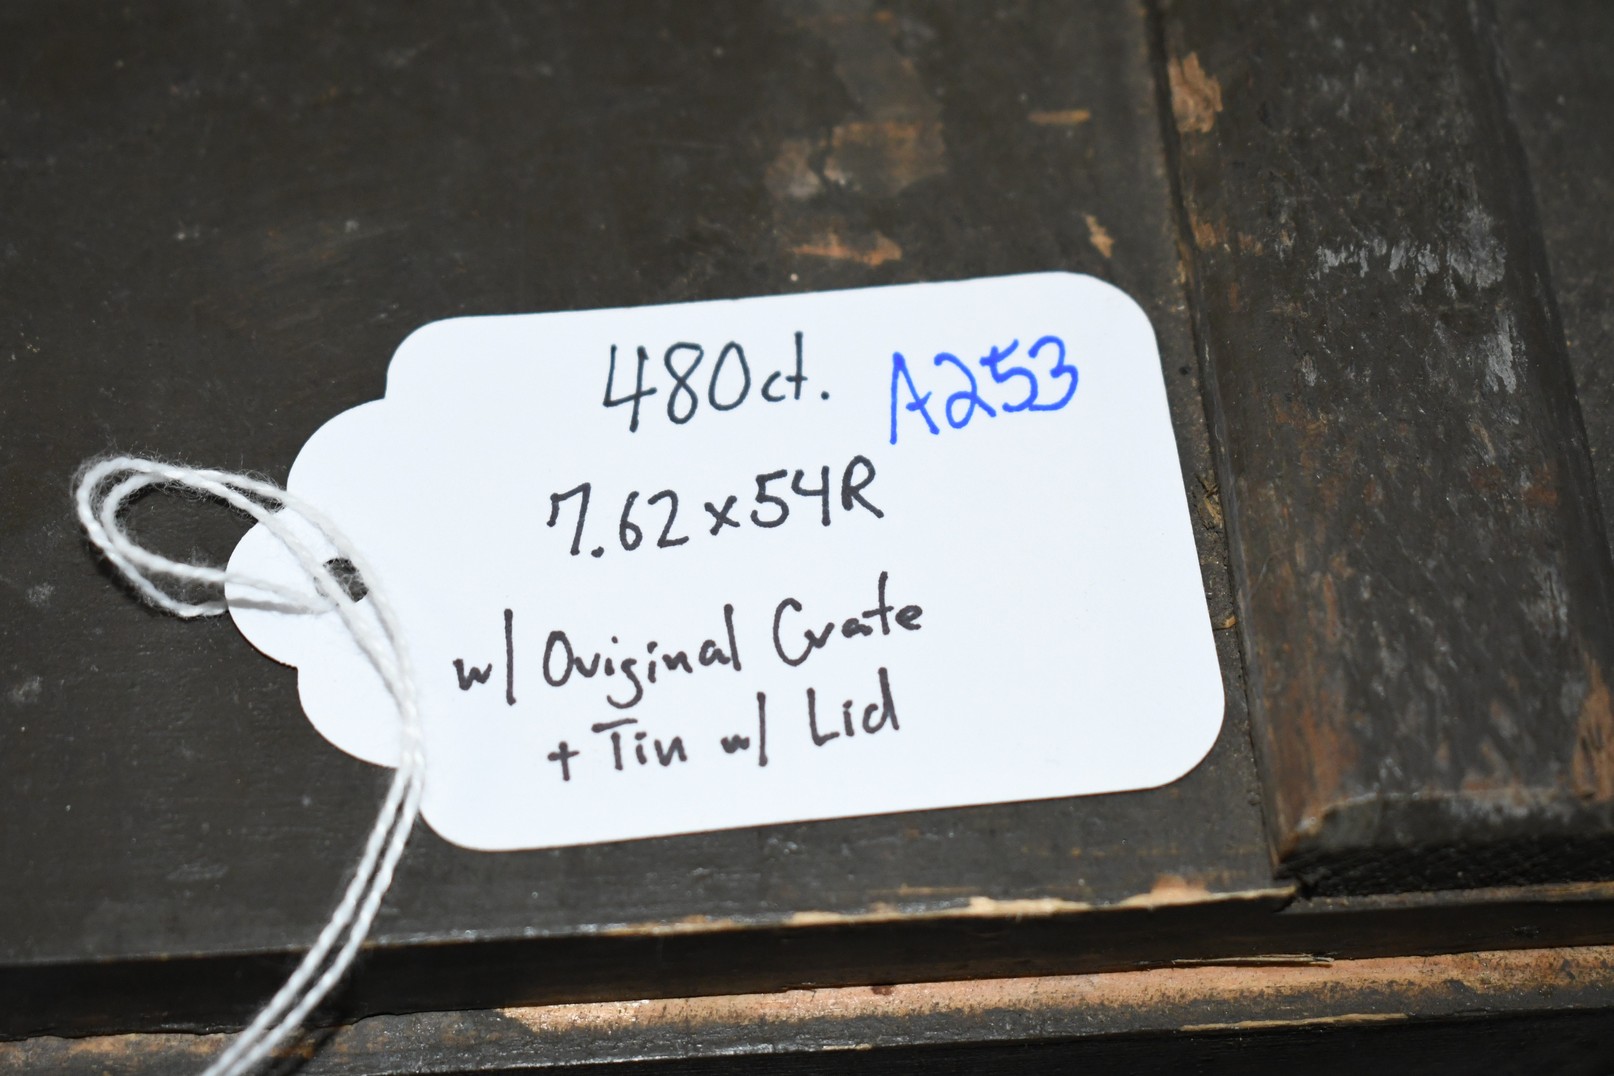 480ct. A253
7.62x54R
w/ Original Crate
+ Tin w/ Lid